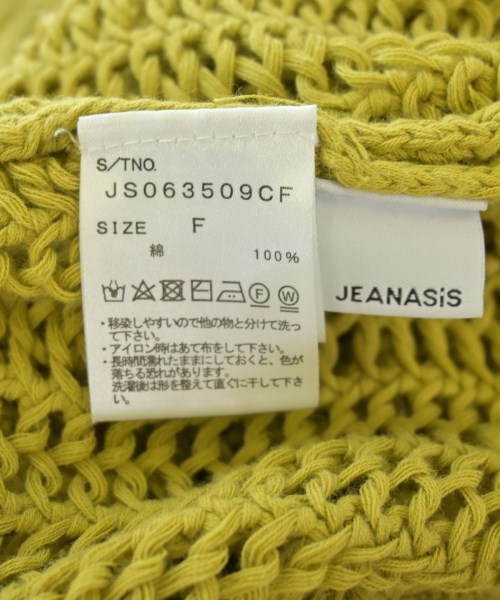 S/TNO.
JS063509CF
SIZE F
綿 100%
F W
・移染しやすいので他の物と分けて洗っ
て下さい。
・アイロン時はあて布をして下さい。
・長時間濡れたままにしておくと、色が
落ちる恐れがあります。
洗濯後は形を整えて直ぐに干して下さ
い。
JEANASiS